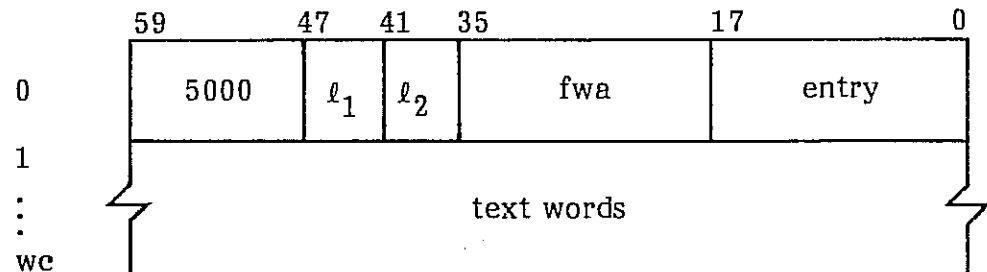 59 47 41 35 17 0
0 5000 ℓ1 ℓ2 fwa entry
1
⋮ text words
wc